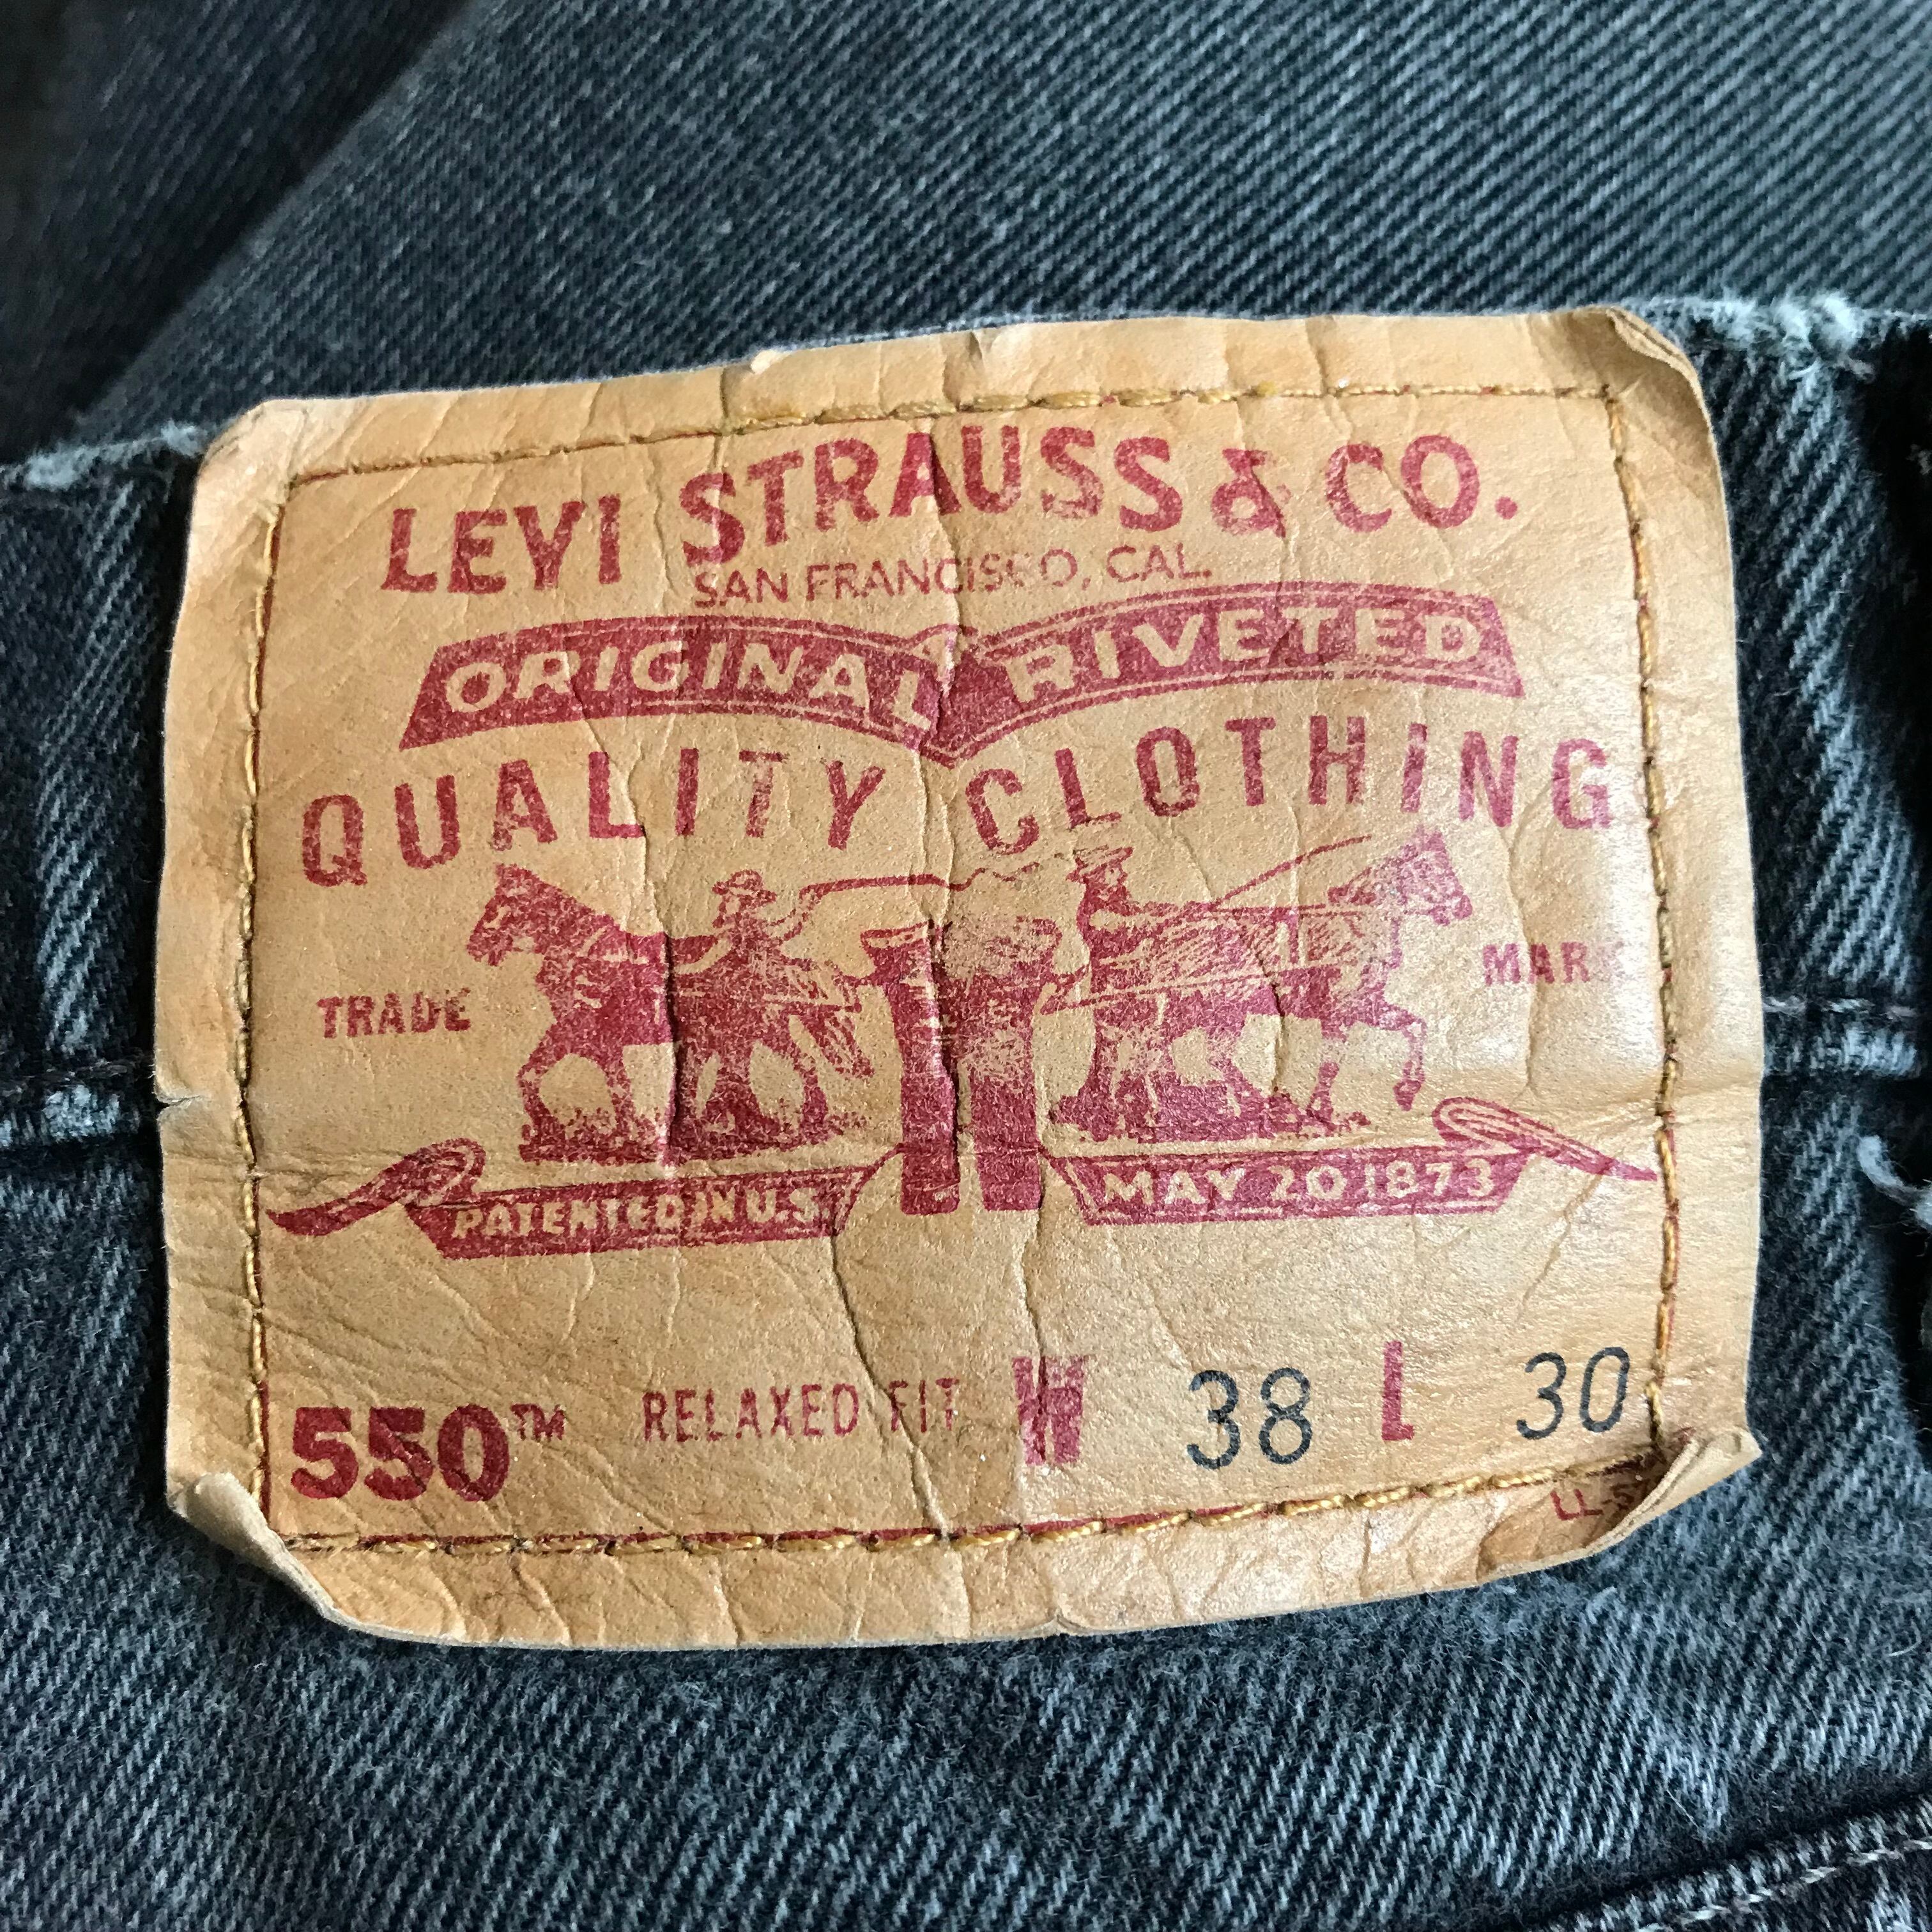 LEVI STRAUSS & CO.
SAN FRANCISCO, CAL.
ORIGINAL RIVETED
QUALITY CLOTHING
TRADE MARK
PATENTED IN U.S.
MAY 20 1873
550™ RELAXED FIT W 38 L 30